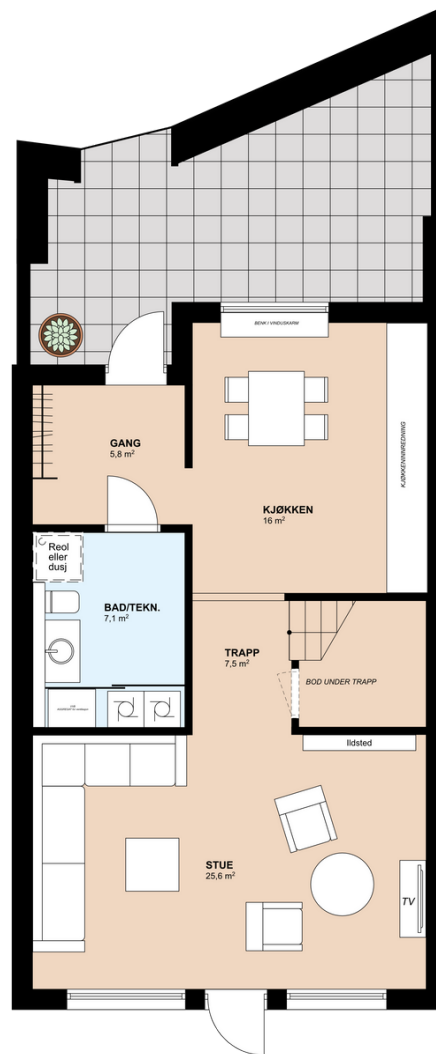 BENK I VINDUSKARM
GANG
5,8 m²
KJØKKENINNREDNING
KJØKKEN
16 m²
Reol
eller
dusj
BAD/TEKN.
7,1 m²
TRAPP
7,5 m²
BOD UNDER TRAPP
Ildsted
STUE
25,6 m²
TV